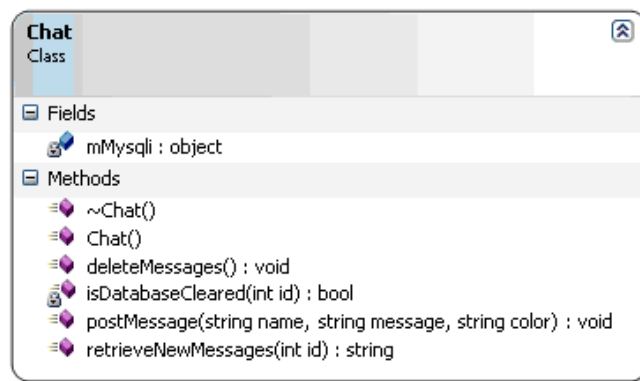 Chat
Class
Fields
mMysqli : object
Methods
~Chat()
Chat()
deleteMessages() : void
isDatabaseCleared(int id) : bool
postMessage(string name, string message, string color) : void
retrieveNewMessages(int id) : string